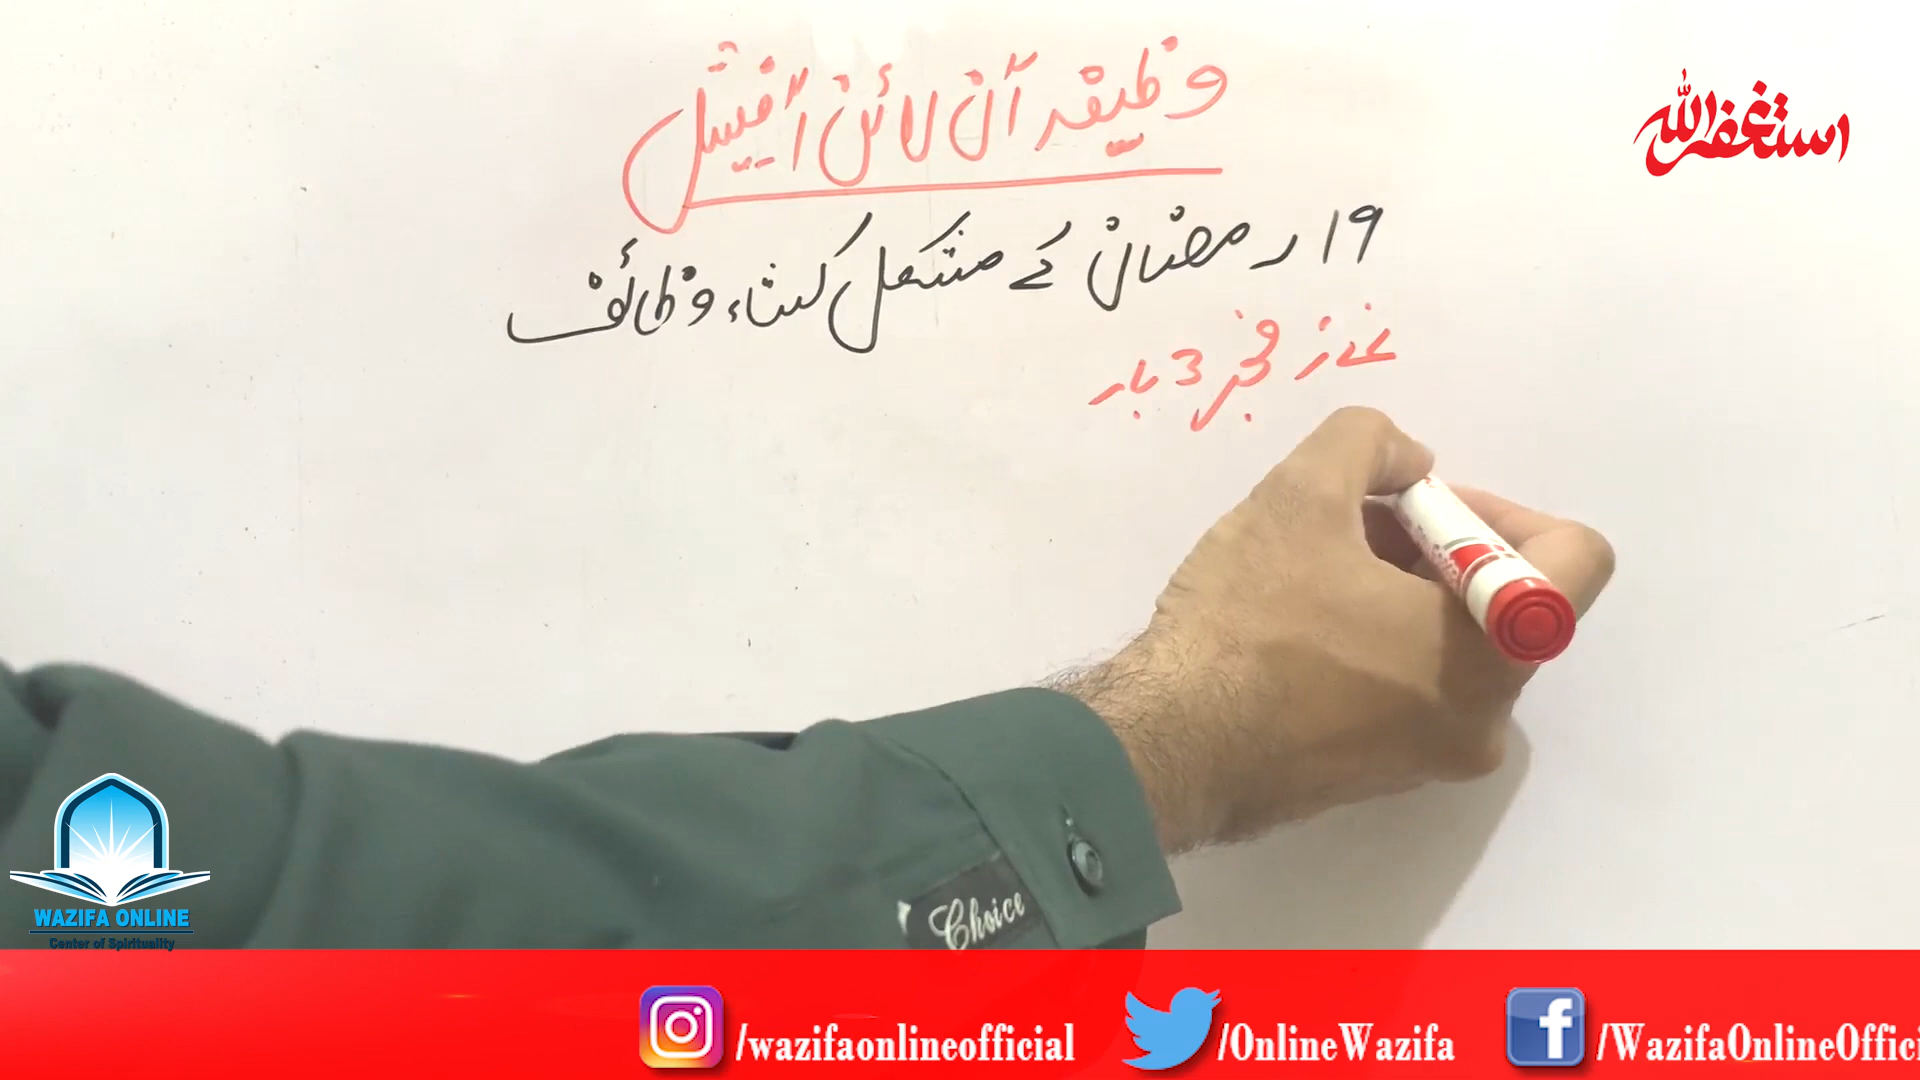 وظیفہ آن لائن آفیشل
استغفر اللہ
19 رمضان کے مشکل کشاء وظائف
نماز فجر 3 بار
Choice
WAZIFA ONLINE
Center of Spirituality
/wazifaonlineofficial
/OnlineWazifa
/WazifaOnlineOffici